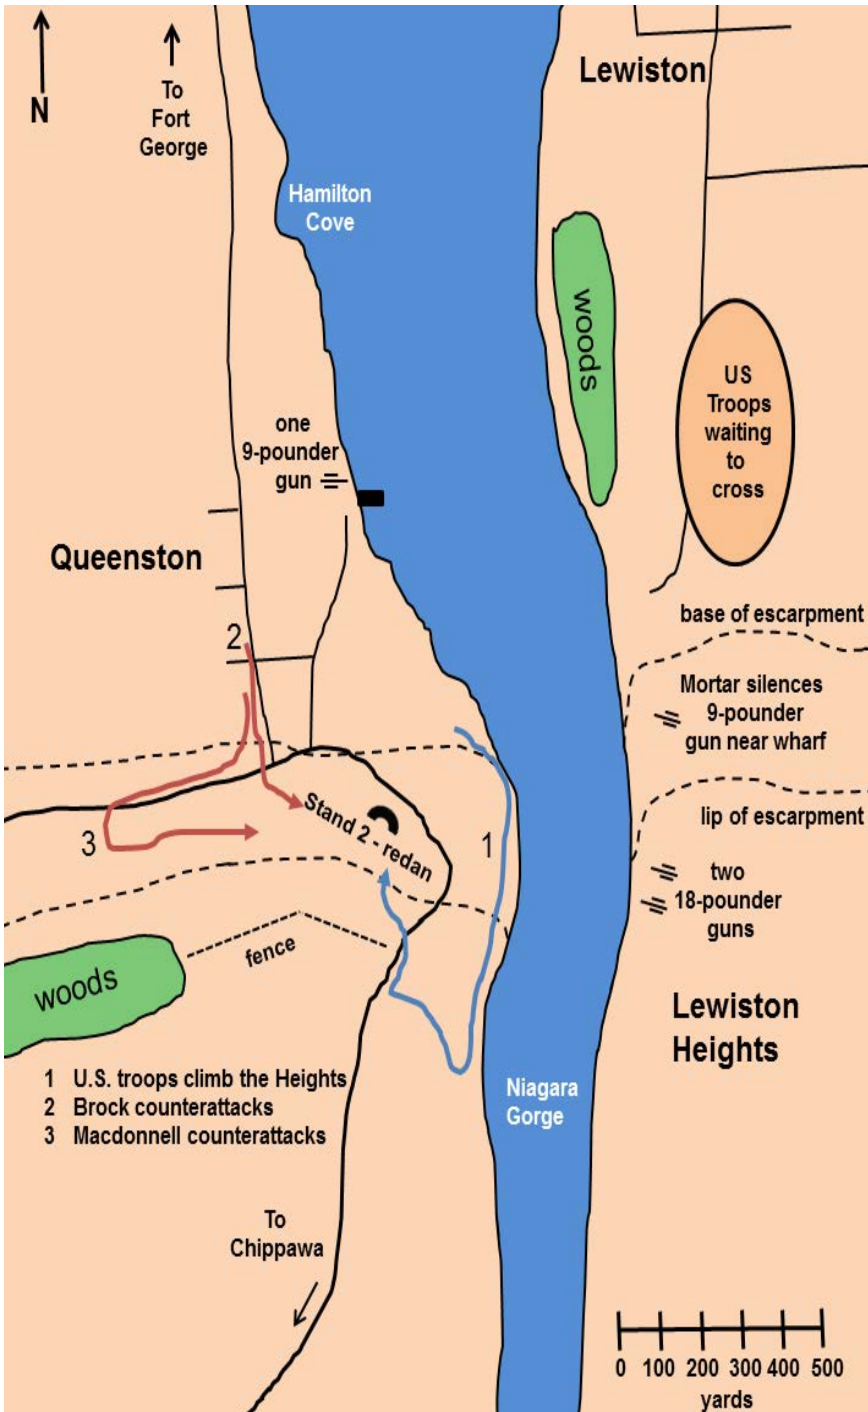 N
To
Fort
George
Lewiston
Hamilton
Cove
woods
US
Troops
waiting
to
cross
one
9-pounder
gun
Queenston
base of escarpment
2
Mortar silences
9-pounder
gun near wharf
Stand 2 - redan
lip of escarpment
3
1
two
18-pounder
guns
fence
woods
Lewiston
Heights
1 U.S. troops climb the Heights
2 Brock counterattacks
3 Macdonnell counterattacks
Niagara
Gorge
To
Chippawa
0 100 200 300 400 500
yards